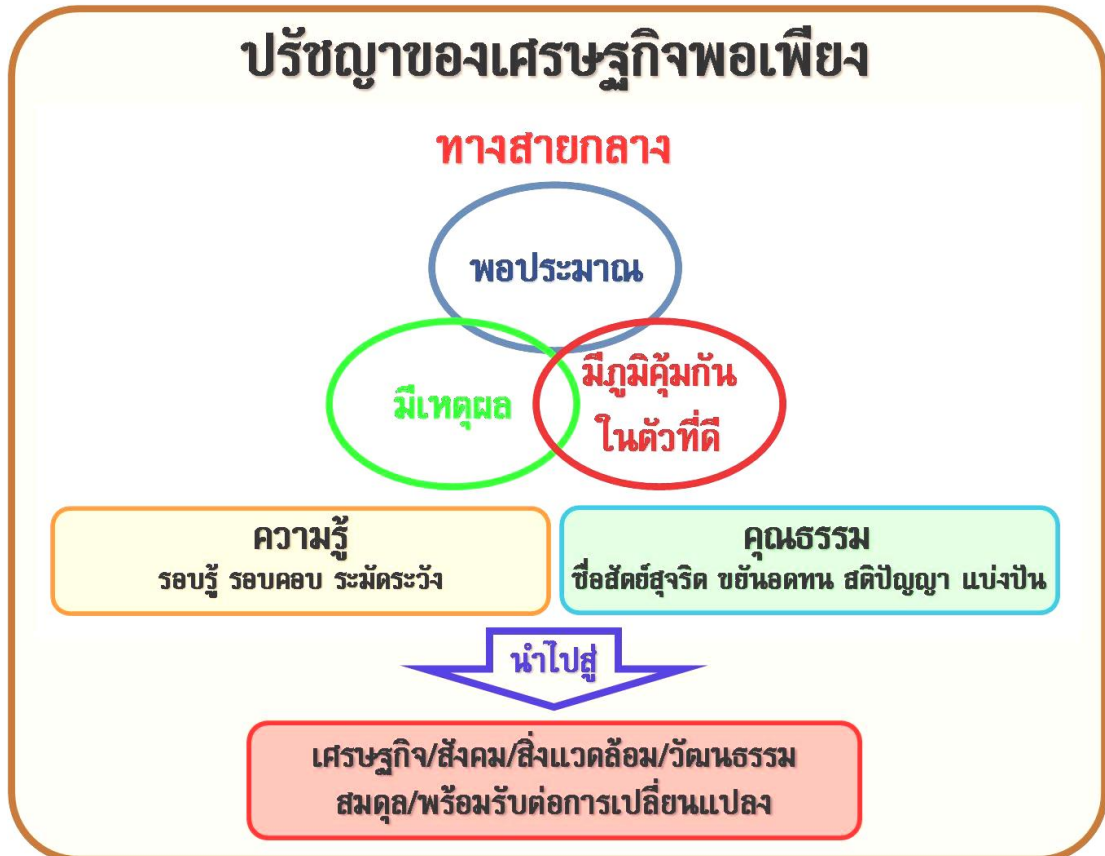 ปรัชญาของเศรษฐกิจพอเพียง
ทางสายกลาง
พอประมาณ
มีเหตุผล
มีภูมิคุ้มกัน
ในตัวที่ดี
ความรู้
รอบรู้ รอบคอบ ระมัดระวัง
คุณธรรม
ซื่อสัตย์สุจริต ขยันอดทน สติปัญญา แบ่งปัน
นำไปสู่
เศรษฐกิจ/สังคม/สิ่งแวดล้อม/วัฒนธรรม
สมดุล/พร้อมรับต่อการเปลี่ยนแปลง